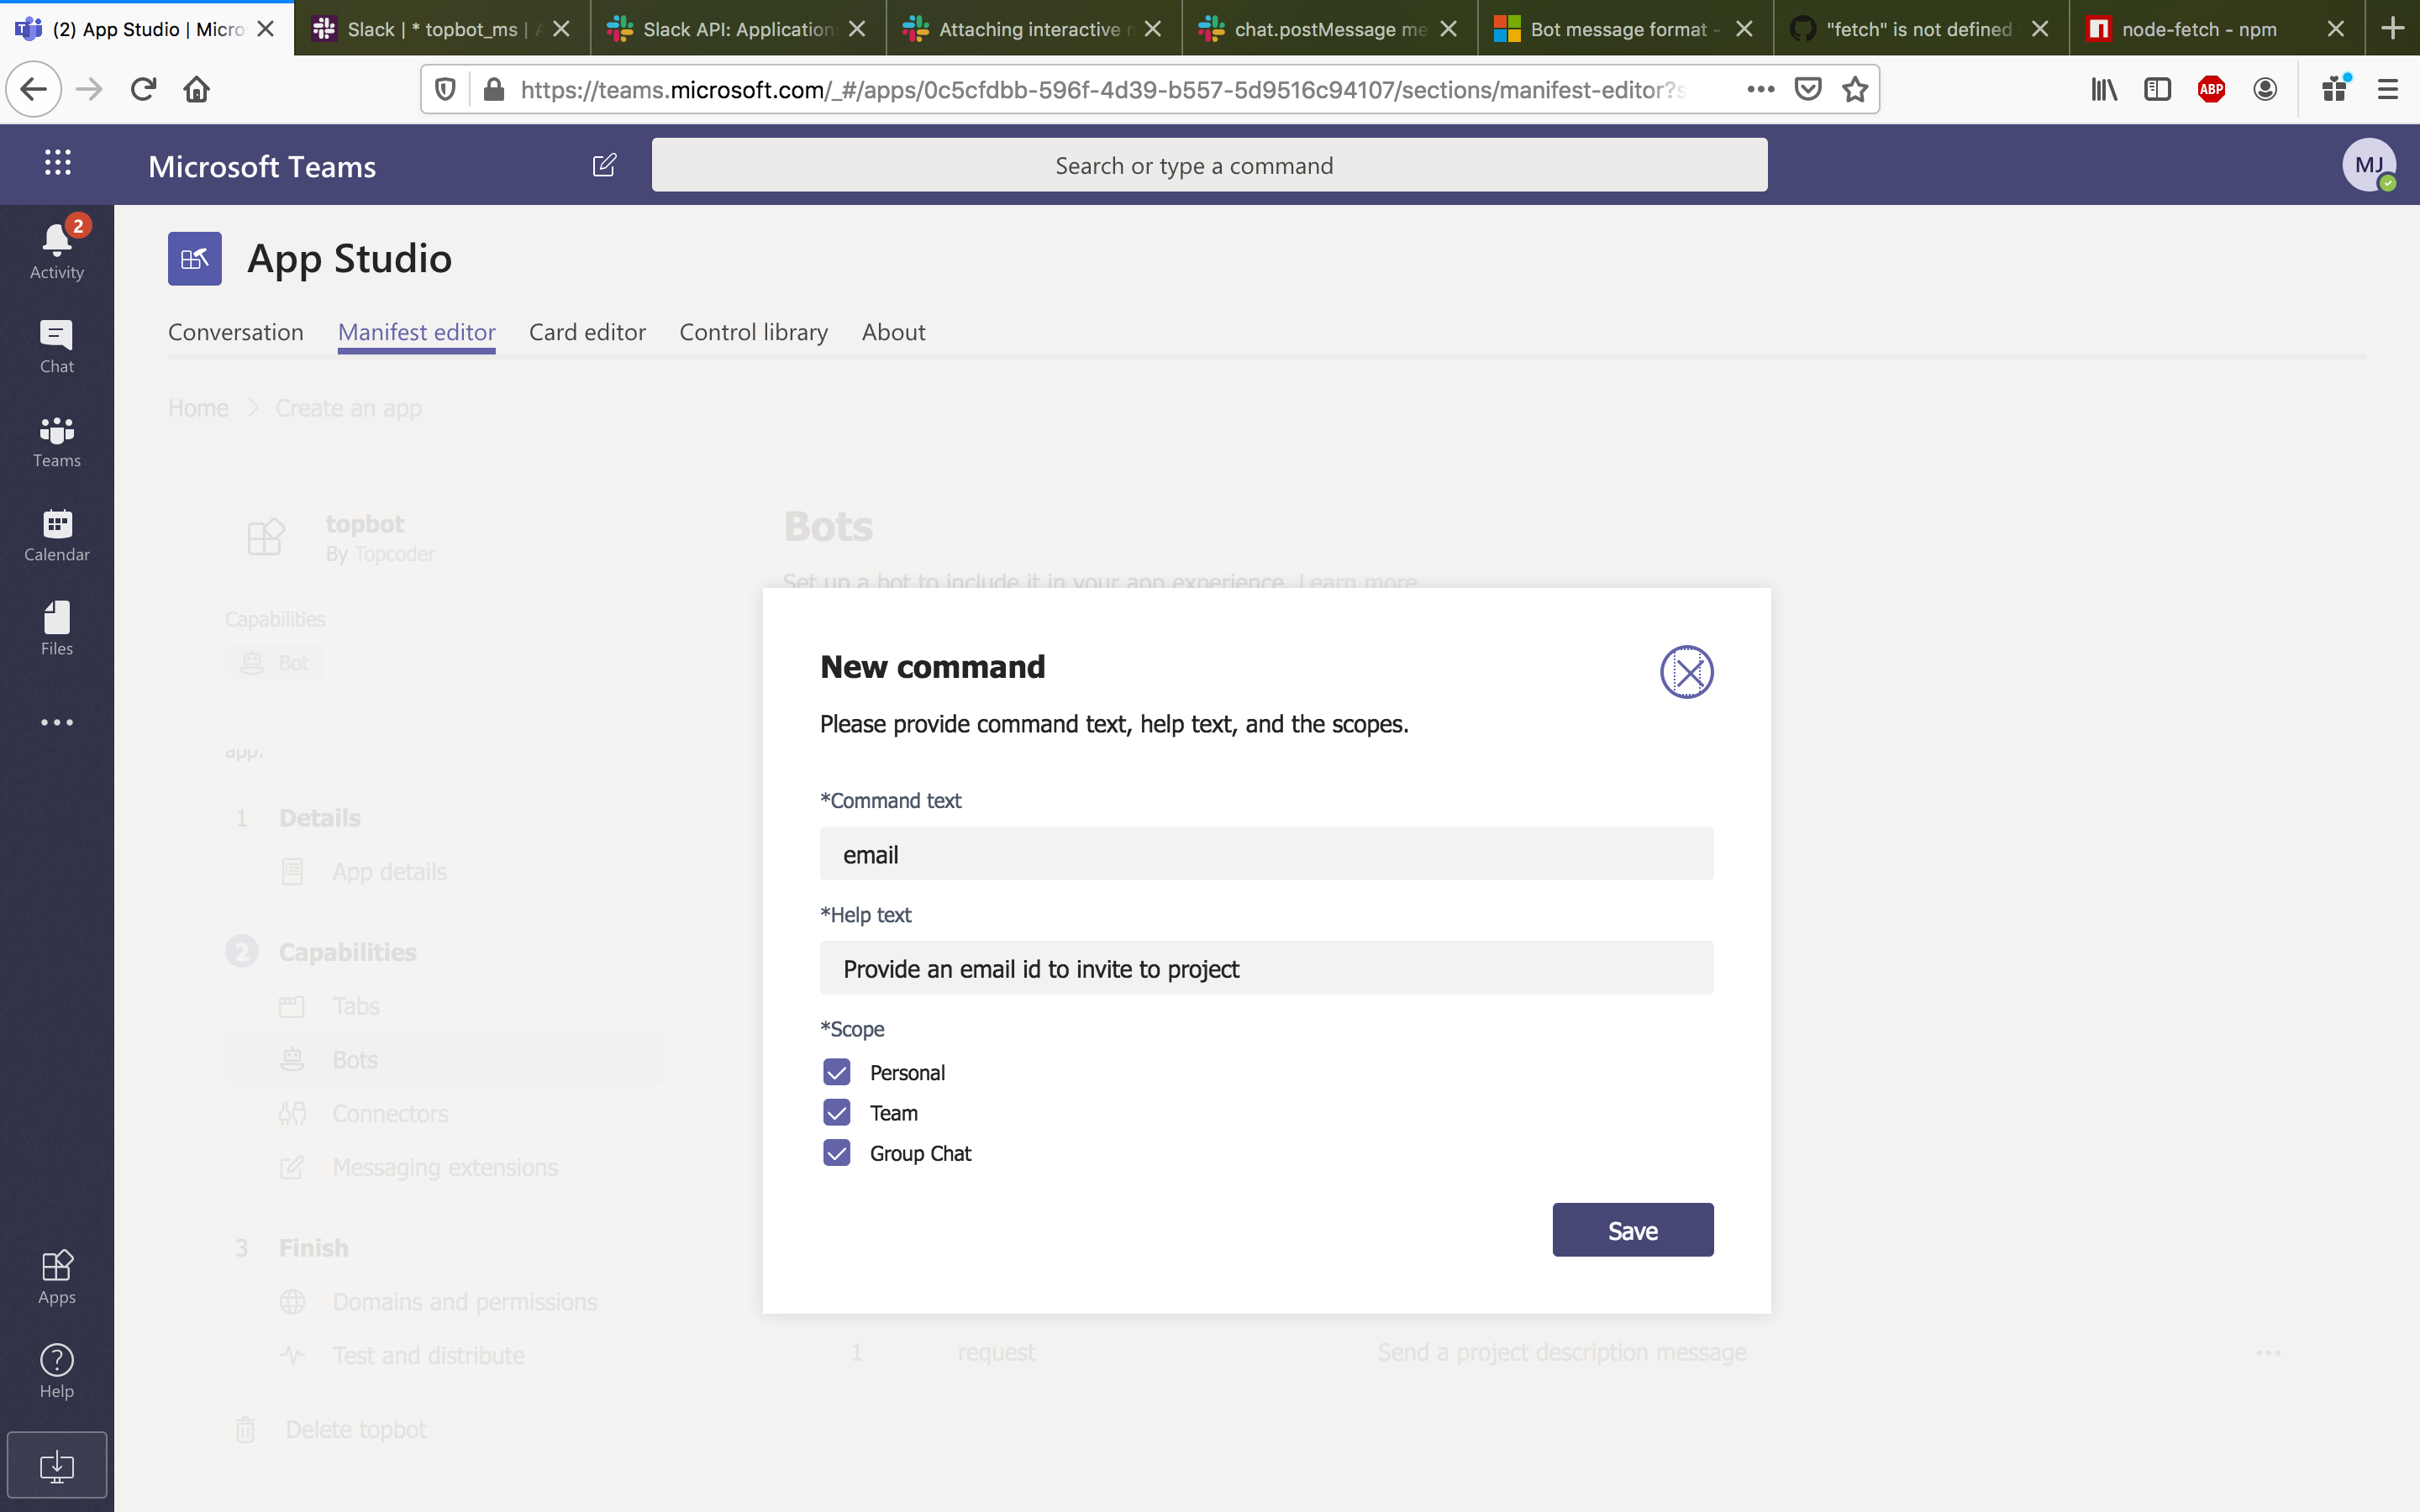 (2) App Studio | Micro
Slack | * topbot_ms |
Slack API: Application
Attaching interactive
chat.postMessage me
Bot message format -
"fetch" is not defined
node-fetch - npm
https://teams.microsoft.com/_#/apps/0c5cfdbb-596f-4d39-b557-5d9516c94107/sections/manifest-editor?s
ABP
Microsoft Teams
Search or type a command
MJ
2
Activity
Chat
Teams
Calendar
Files
Apps
Help
App Studio
Conversation
Manifest editor
Card editor
Control library
About
Home
Create an app
topbot
By Topcoder
Capabilities
Bot
app.
1 Details
App details
2 Capabilities
Tabs
Bots
Connectors
Messaging extensions
3 Finish
Domains and permissions
Test and distribute
Delete topbot
Bots
Set up a bot to include it in your app experience. Learn more
New command
Please provide command text, help text, and the scopes.
*Command text
email
*Help text
Provide an email id to invite to project
*Scope
Personal
Team
Group Chat
Save
1 request Send a project description message